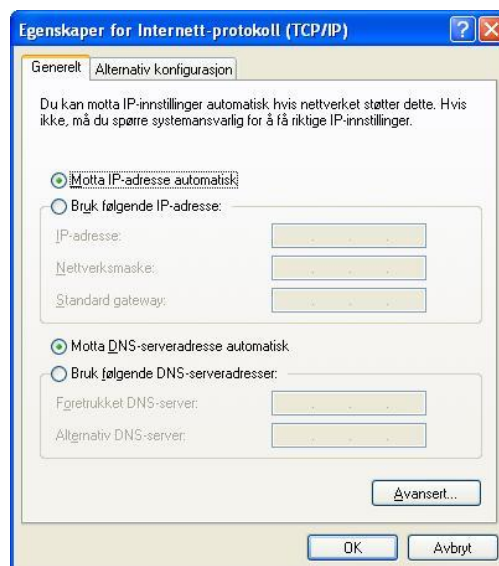 Egenskaper for Internett-protokoll (TCP/IP)
Generelt
Alternativ konfigurasjon
Du kan motta IP-innstillinger automatisk hvis nettverket støtter dette. Hvis
ikke, må du spørre systemansvarlig for å få riktige IP-innstillinger.
Motta IP-adresse automatisk
Bruk følgende IP-adresse:
IP-adresse:
Nettverksmaske:
Standard gateway:
Motta DNS-serveradresse automatisk
Bruk følgende DNS-serveradresser:
Foretrukket DNS-server:
Alternativ DNS-server:
Avansert...
OK
Avbryt